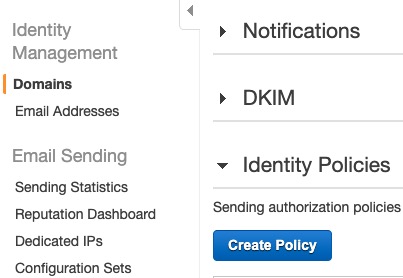 Identity
Management
Domains
Email Addresses
Email Sending
Sending Statistics
Reputation Dashboard
Dedicated IPs
Configuration Sets
Notifications
DKIM
Identity Policies
Sending authorization policies
Create Policy